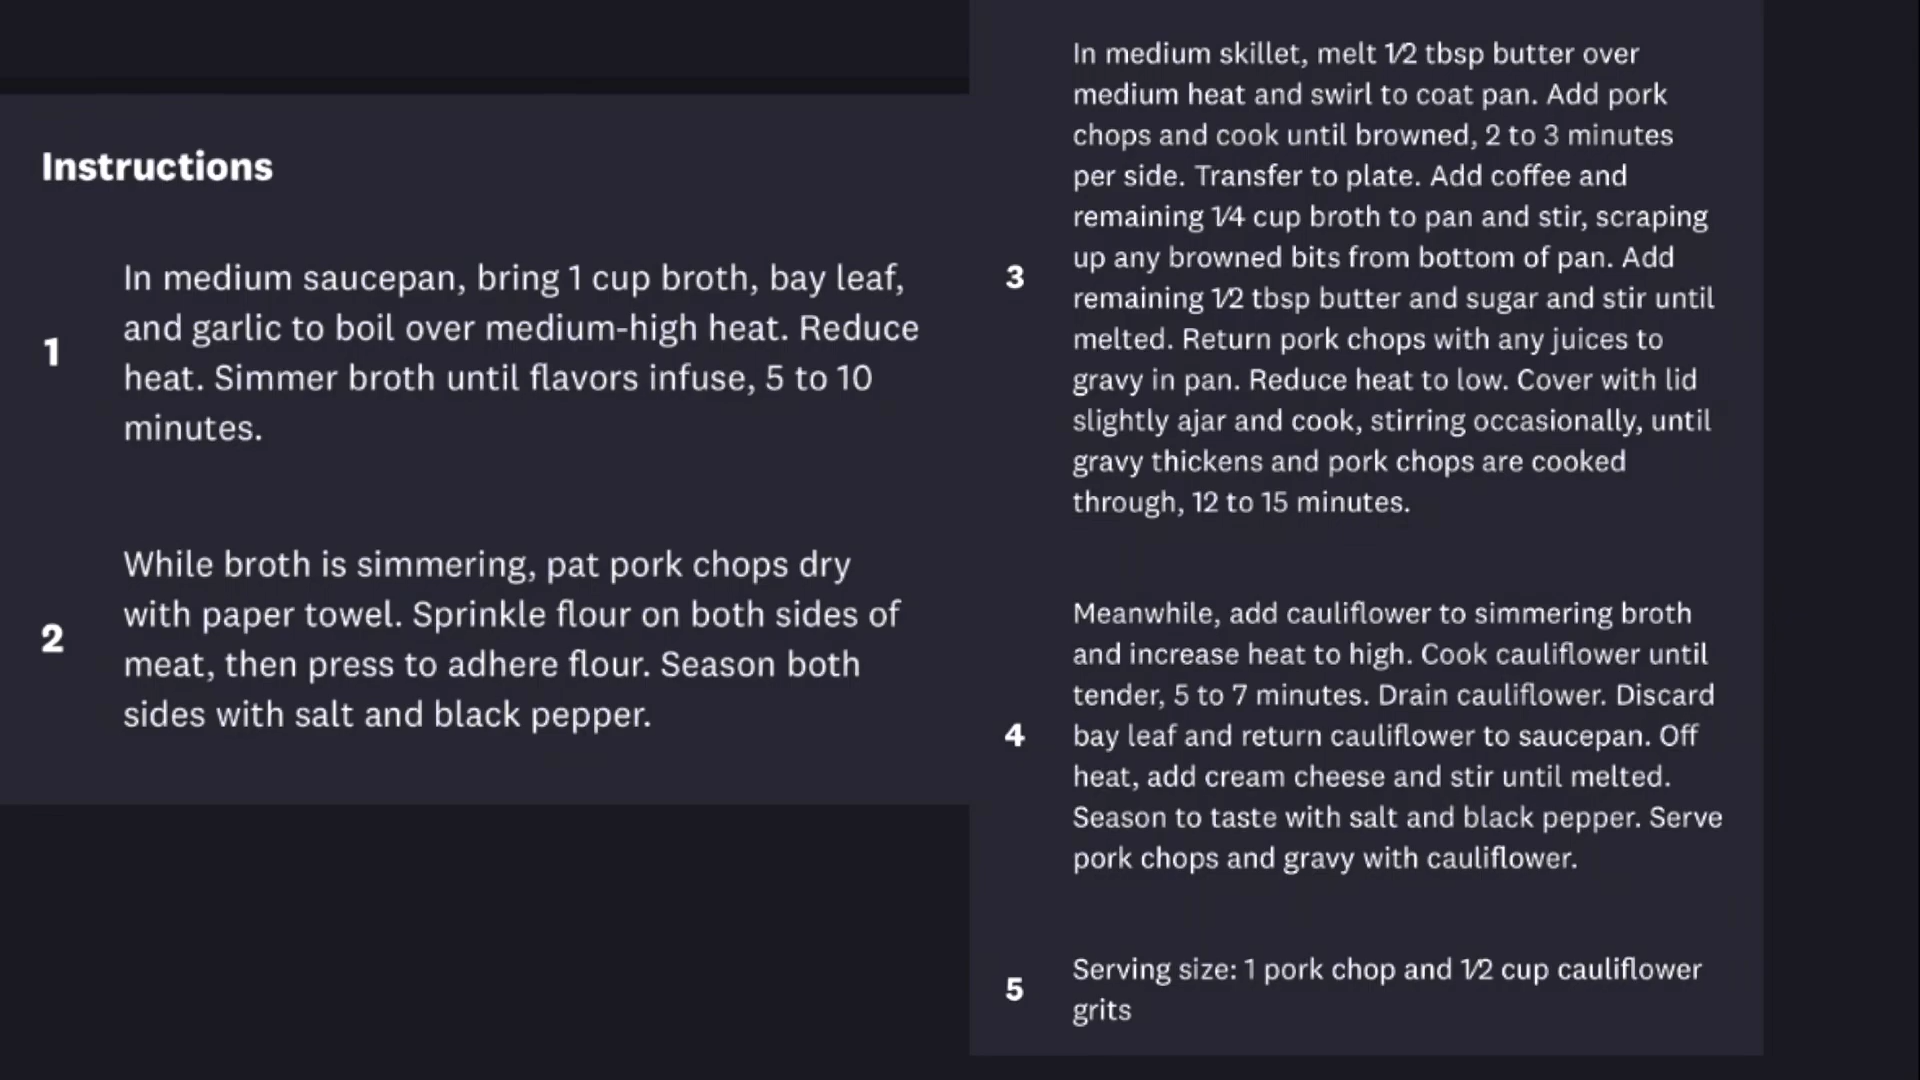 Instructions
1
In medium saucepan, bring 1 cup broth, bay leaf,
and garlic to boil over medium-high heat. Reduce
heat. Simmer broth until flavors infuse, 5 to 10
minutes.
2
While broth is simmering, pat pork chops dry
with paper towel. Sprinkle flour on both sides of
meat, then press to adhere flour. Season both
sides with salt and black pepper.
3
In medium skillet, melt 1/2 tbsp butter over
medium heat and swirl to coat pan. Add pork
chops and cook until browned, 2 to 3 minutes
per side. Transfer to plate. Add coffee and
remaining 1/4 cup broth to pan and stir, scraping
up any browned bits from bottom of pan. Add
remaining 1/2 tbsp butter and sugar and stir until
melted. Return pork chops with any juices to
gravy in pan. Reduce heat to low. Cover with lid
slightly ajar and cook, stirring occasionally, until
gravy thickens and pork chops are cooked
through, 12 to 15 minutes.
4
Meanwhile, add cauliflower to simmering broth
and increase heat to high. Cook cauliflower until
tender, 5 to 7 minutes. Drain cauliflower. Discard
bay leaf and return cauliflower to saucepan. Off
heat, add cream cheese and stir until melted.
Season to taste with salt and black pepper. Serve
pork chops and gravy with cauliflower.
5
Serving size: 1 pork chop and 1/2 cup cauliflower
grits